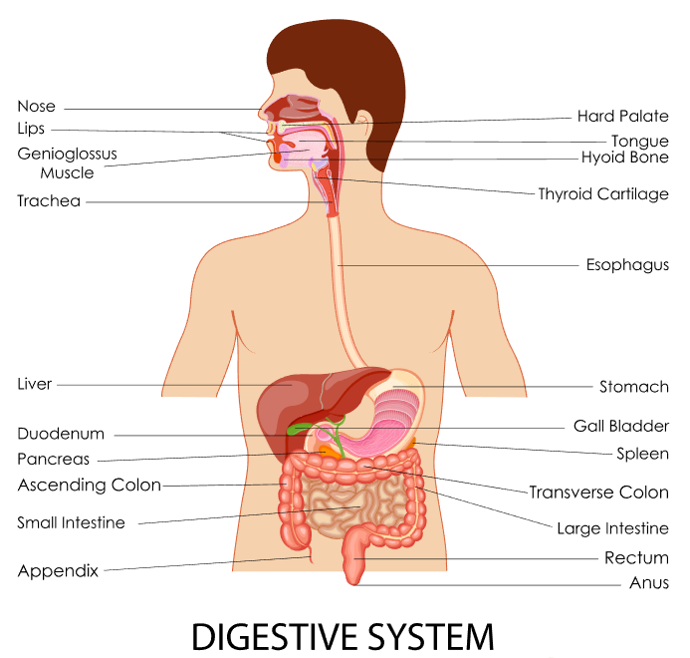 Nose
Lips
Genioglossus
Muscle
Trachea
Liver
Duodenum
Pancreas
Ascending Colon
Small Intestine
Appendix
Hard Palate
Tongue
Hyoid Bone
Thyroid Cartilage
Esophagus
Stomach
Gall Bladder
Spleen
Transverse Colon
Large Intestine
Rectum
Anus
DIGESTIVE SYSTEM